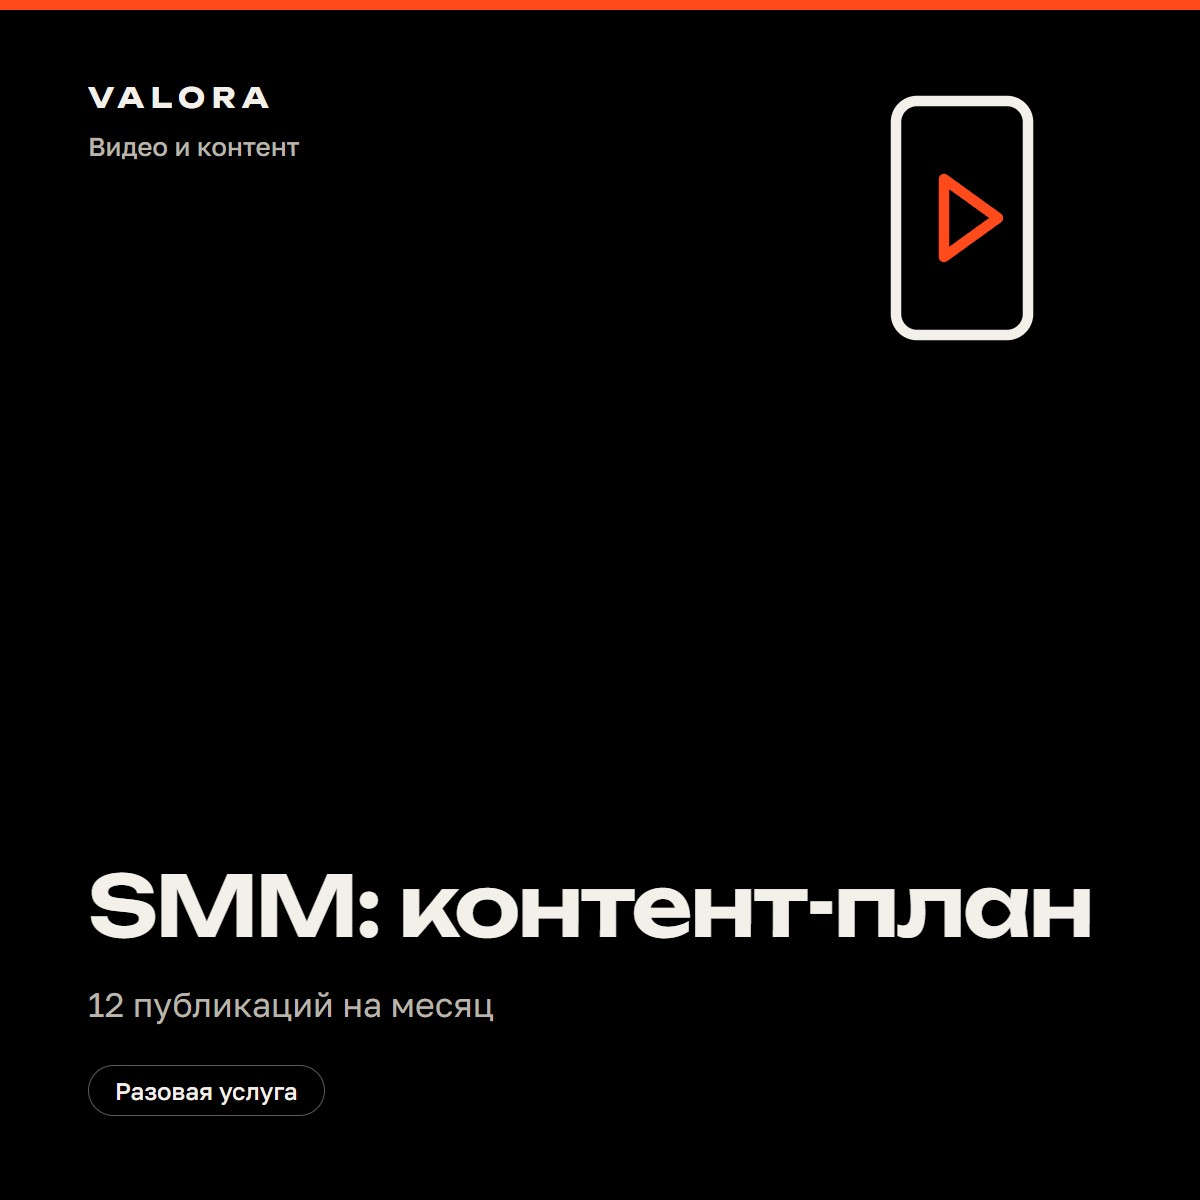 VALORA
Видео и контент
SMM: контент-план
12 публикаций на месяц
Разовая услуга